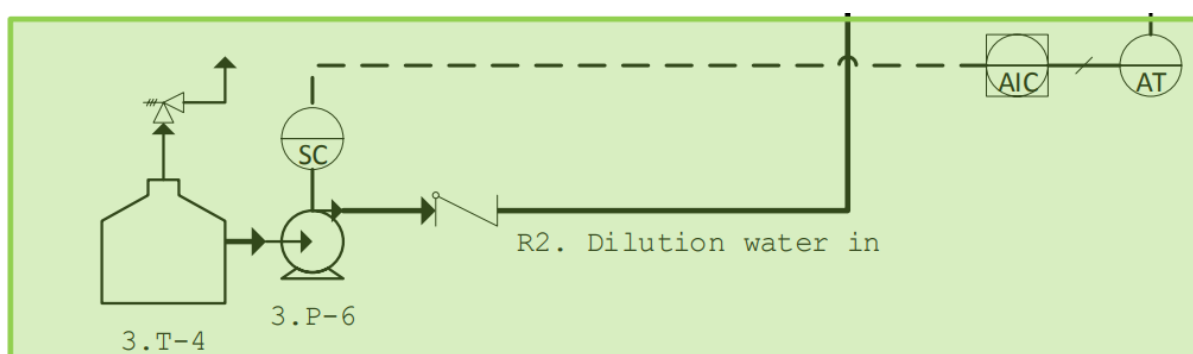 AIC
AT
SC
R2. Dilution water in
3.P-6
3.T-4